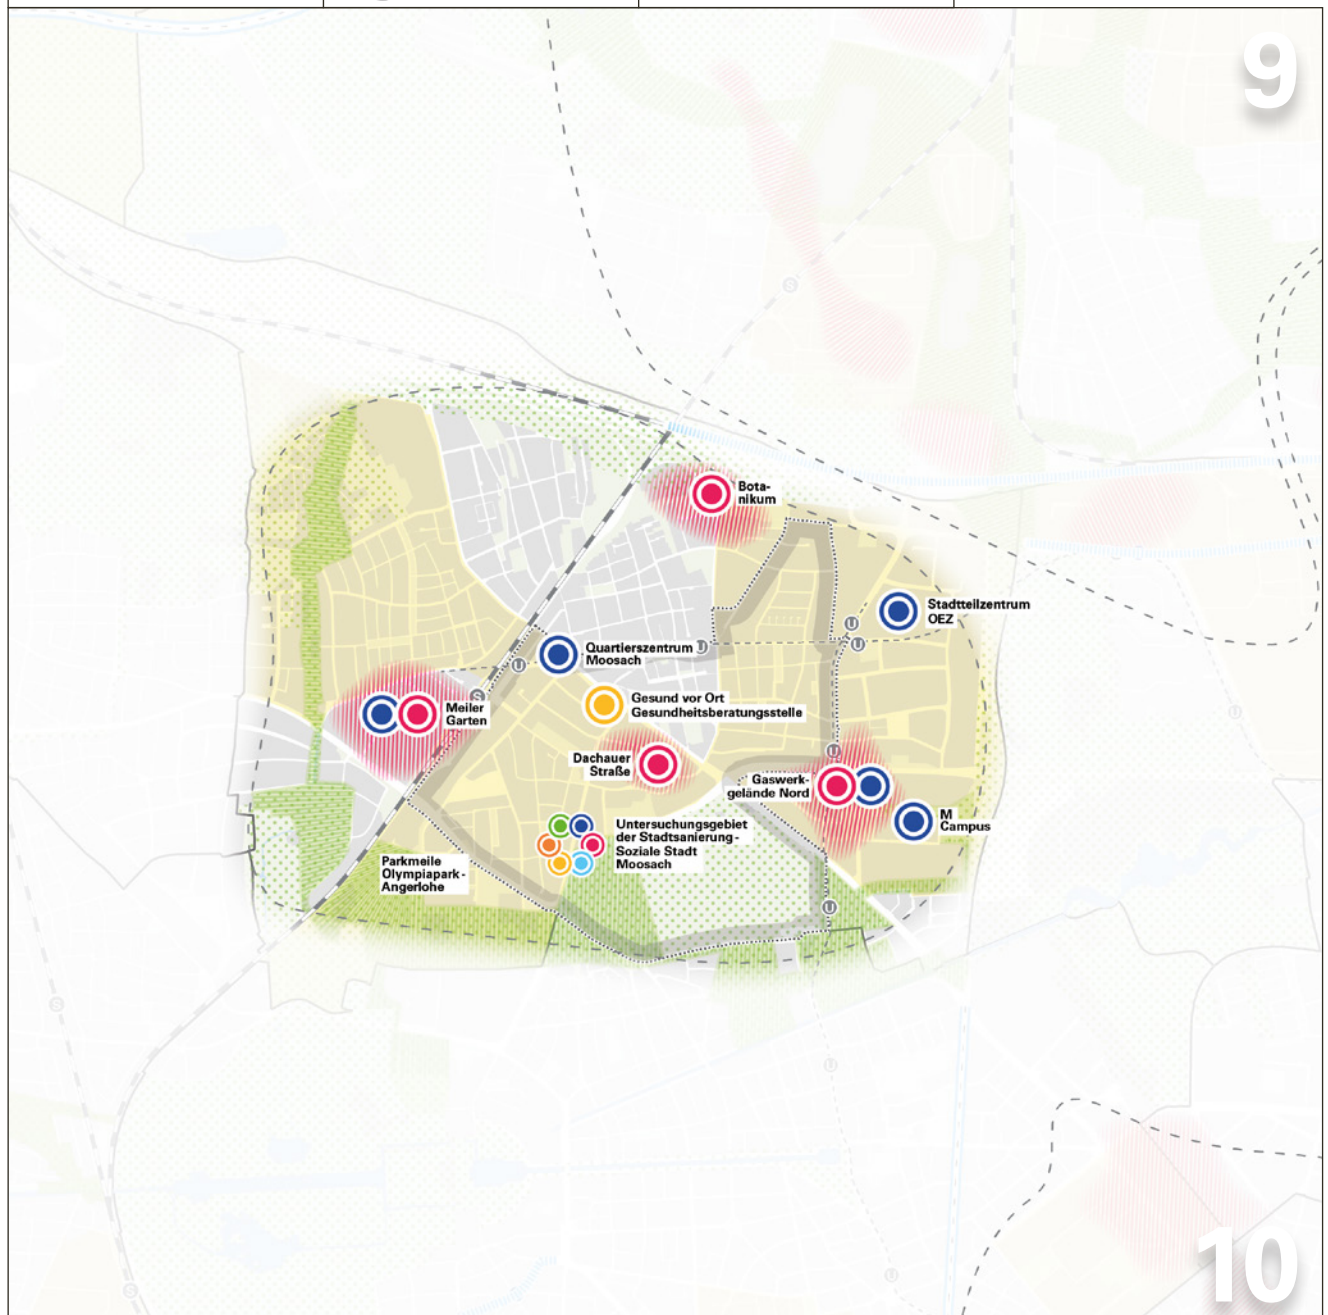 9
Bota-
nikum
Stadtteilzentrum
OEZ
U
U
Quartierszentrum
Moosach
U
U
S
Meiler
Garten
Gesund vor Ort
Gesundheitsberatungsstelle
Dachauer
Straße
U
Gaswerk-
gelände Nord
M
Campus
Untersuchungsgebiet
der Stadtsanierung-
Soziale Stadt
Moosach
Parkmeile
Olympiapark-
Angerlohe
U
S
U
U
U
S
U
S
10